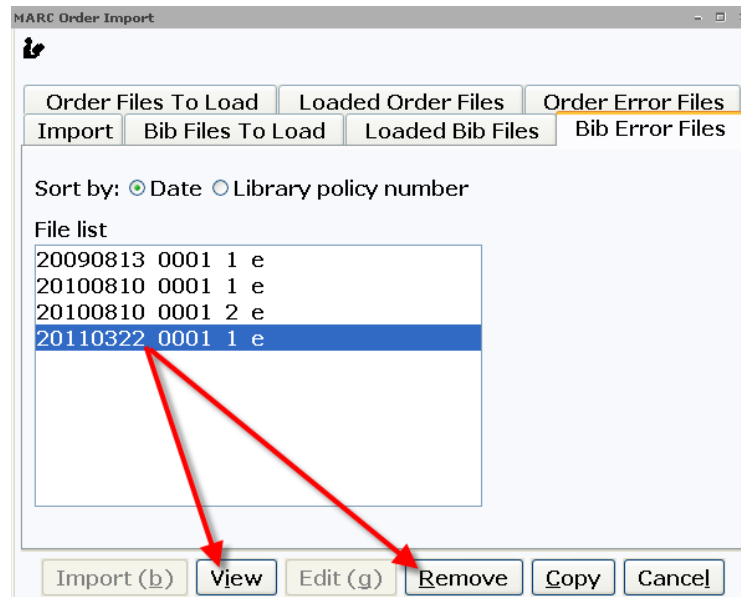 MARC Order Import
Order Files To Load Loaded Order Files Order Error Files
Import Bib Files To Load Loaded Bib Files Bib Error Files
Sort by: Date Library policy number
File list
20090813 0001 1 e
20100810 0001 1 e
20100810 0001 2 e
20110322 0001 1 e
Import (b) View Edit (g) Remove Copy Cancel